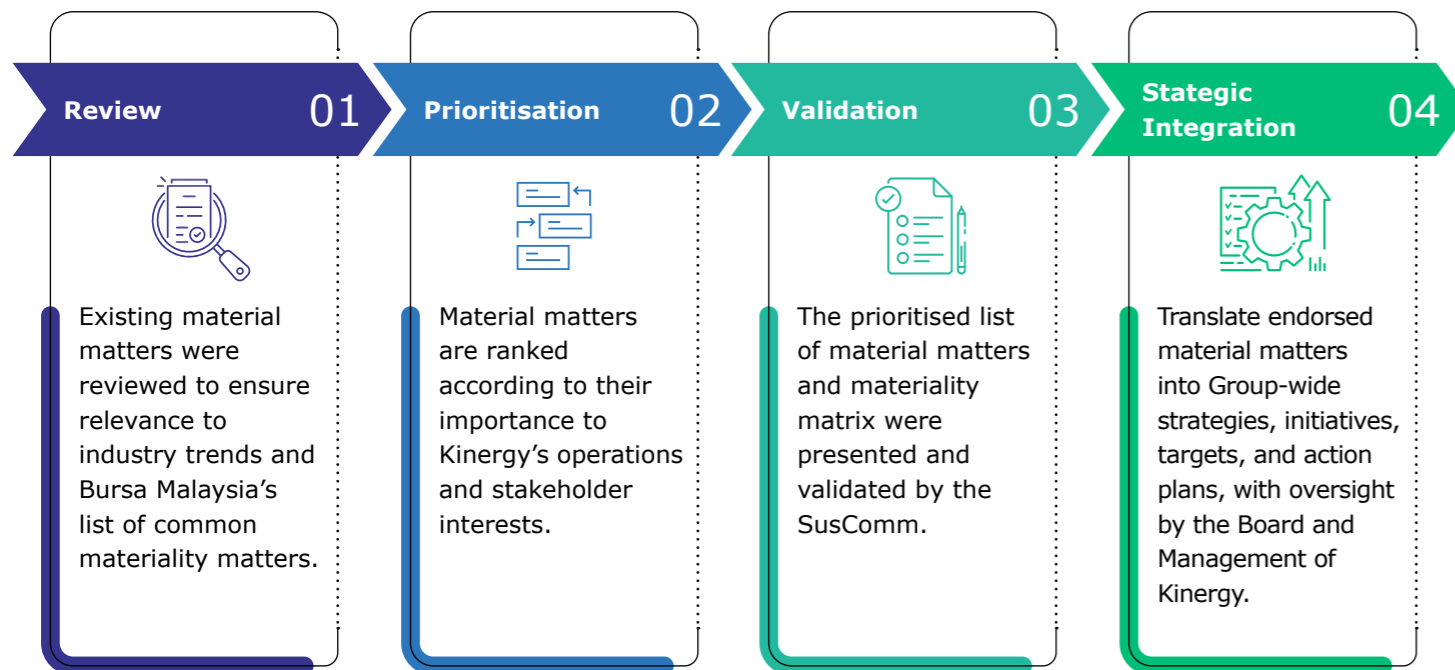 Review 01
Existing material
matters were
reviewed to ensure
relevance to
industry trends and
Bursa Malaysia's
list of common
materiality matters.
Prioritisation 02
Material matters
are ranked
according to their
importance to
Kinergy's operations
and stakeholder
interests.
Validation 03
The prioritised list
of material matters
and materiality
matrix were
presented and
validated by the
SusComm.
Stategic
Integration 04
Translate endorsed
material matters
into Group-wide
strategies, initiatives,
targets, and action
plans, with oversight
by the Board and
Management of
Kinergy.